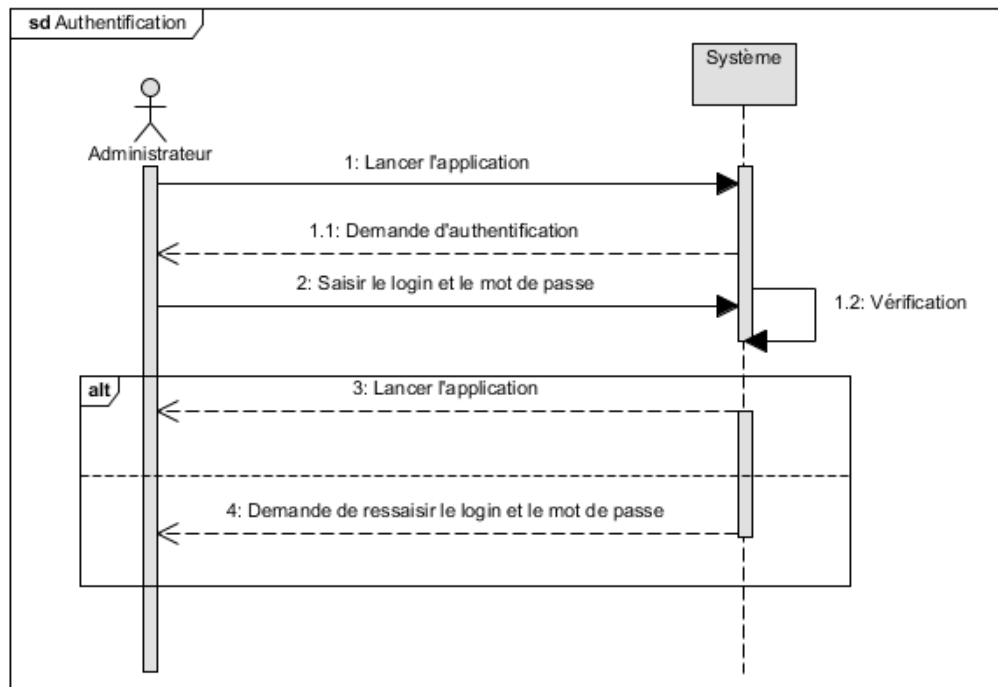 sd Authentification
Système
Administrateur
1: Lancer l'application
1.1: Demande d'authentification
2: Saisir le login et le mot de passe
1.2: Vérification
alt
3: Lancer l'application
4: Demande de ressaisir le login et le mot de passe